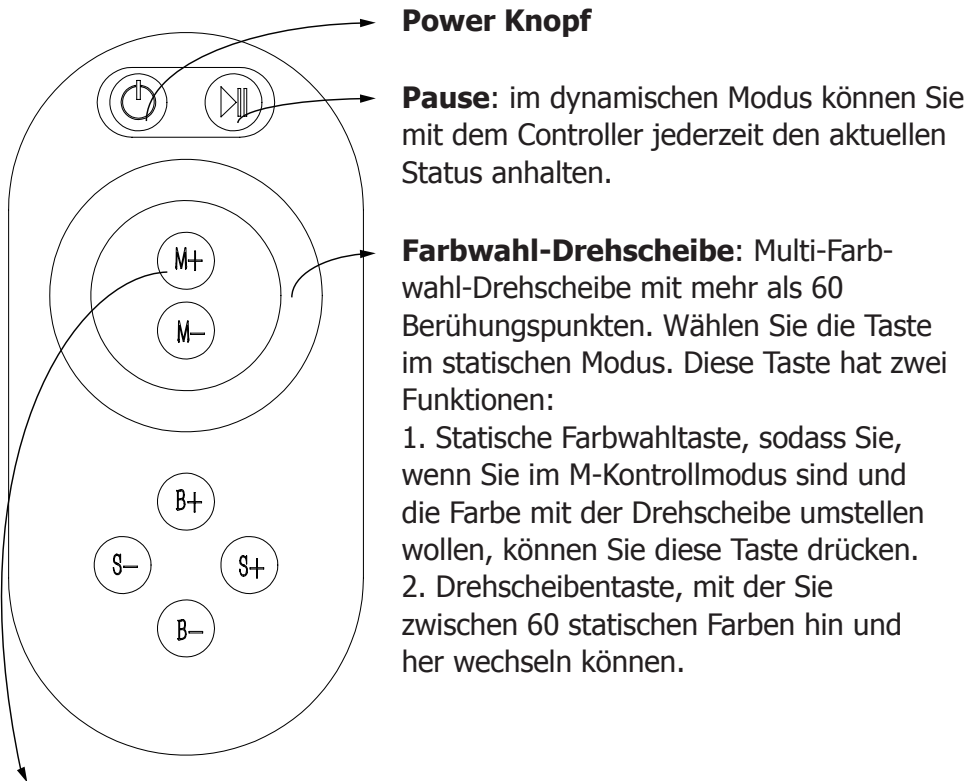 Power Knopf
Pause: im dynamischen Modus können Sie
mit dem Controller jederzeit den aktuellen
Status anhalten.
Farbwahl-Drehscheibe: Multi-Farb-
wahl-Drehscheibe mit mehr als 60
Berühungspunkten. Wählen Sie die Taste
im statischen Modus. Diese Taste hat zwei
Funktionen:
1. Statische Farbwahltaste, sodass Sie,
wenn Sie im M-Kontrollmodus sind und
die Farbe mit der Drehscheibe umstellen
wollen, können Sie diese Taste drücken.
2. Drehscheibentaste, mit der Sie
zwischen 60 statischen Farben hin und
her wechseln können.
M+
M-
B+
S- S+
B-